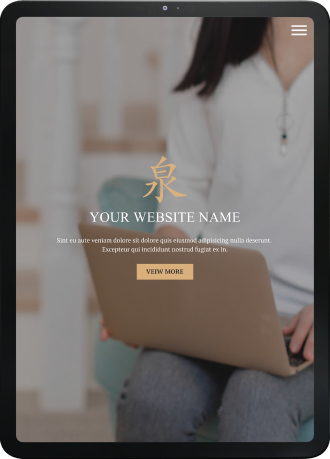 泉
YOUR WEBSITE NAME
Sint eu aute veniam dolore sit dolore quis eiusmod adipisicing nulla deserunt.
Excepteur qui incididunt nostrud fugiat ex in.
VEIW MORE